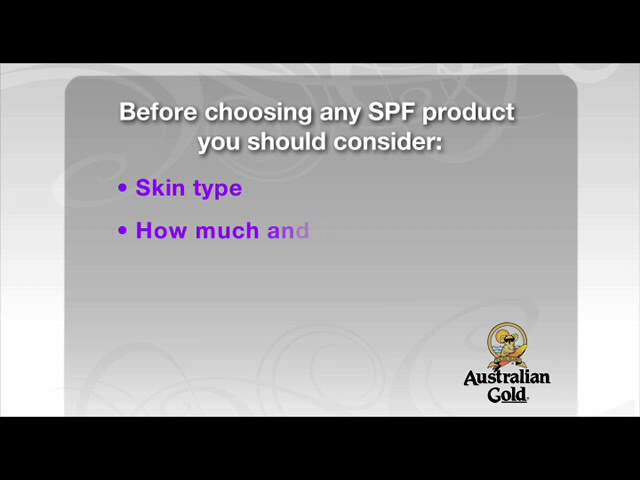 Before choosing any SPF product
you should consider:
• Skin type
• How much and
Australian
Gold